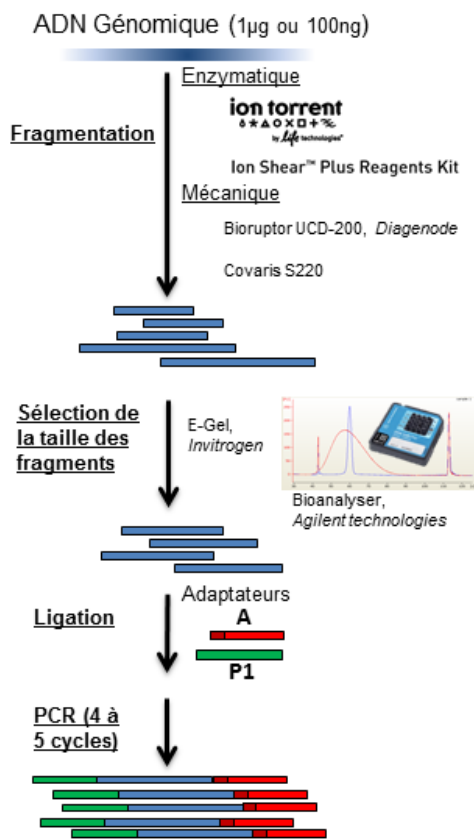 ADN Génomique (1µg ou 100ng)
Enzymatique
ion torrent
by life technologies™
Fragmentation
Ion Shear™ Plus Reagents Kit
Mécanique
Bioruptor UCD-200, Diagenode
Covaris S220
Sélection de
la taille des
fragments
E-Gel,
Invitrogen
Bioanalyser,
Agilent technologies
Adaptateurs
Ligation
A
P1
PCR (4 à
5 cycles)